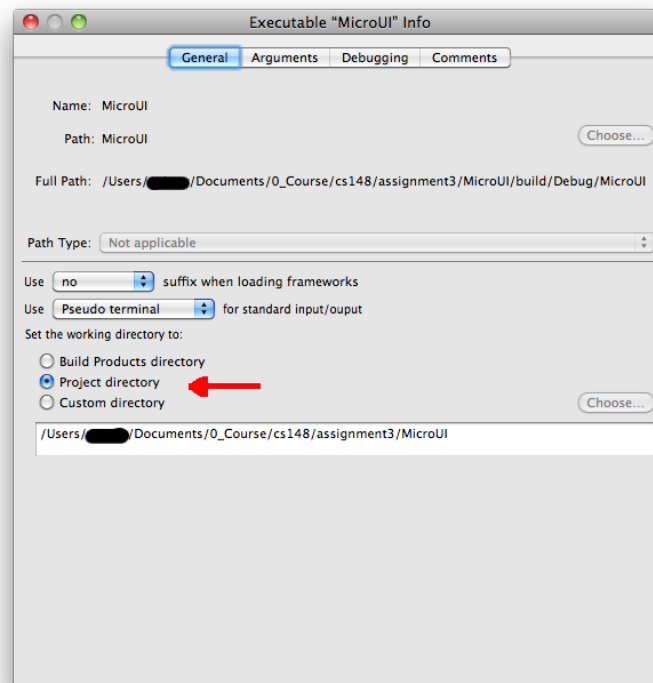 Executable “MicroUI” Info
General Arguments Debugging Comments
Name: MicroUI
Path: MicroUI
Choose...
Full Path: /Users/ /Documents/0_Course/cs148/assignment3/MicroUI/build/Debug/MicroUI
Path Type: Not applicable
Use no suffix when loading frameworks
Use Pseudo terminal for standard input/ouput
Set the working directory to:
Build Products directory
Project directory
Custom directory
Choose...
/Users/ /Documents/0_Course/cs148/assignment3/MicroUI